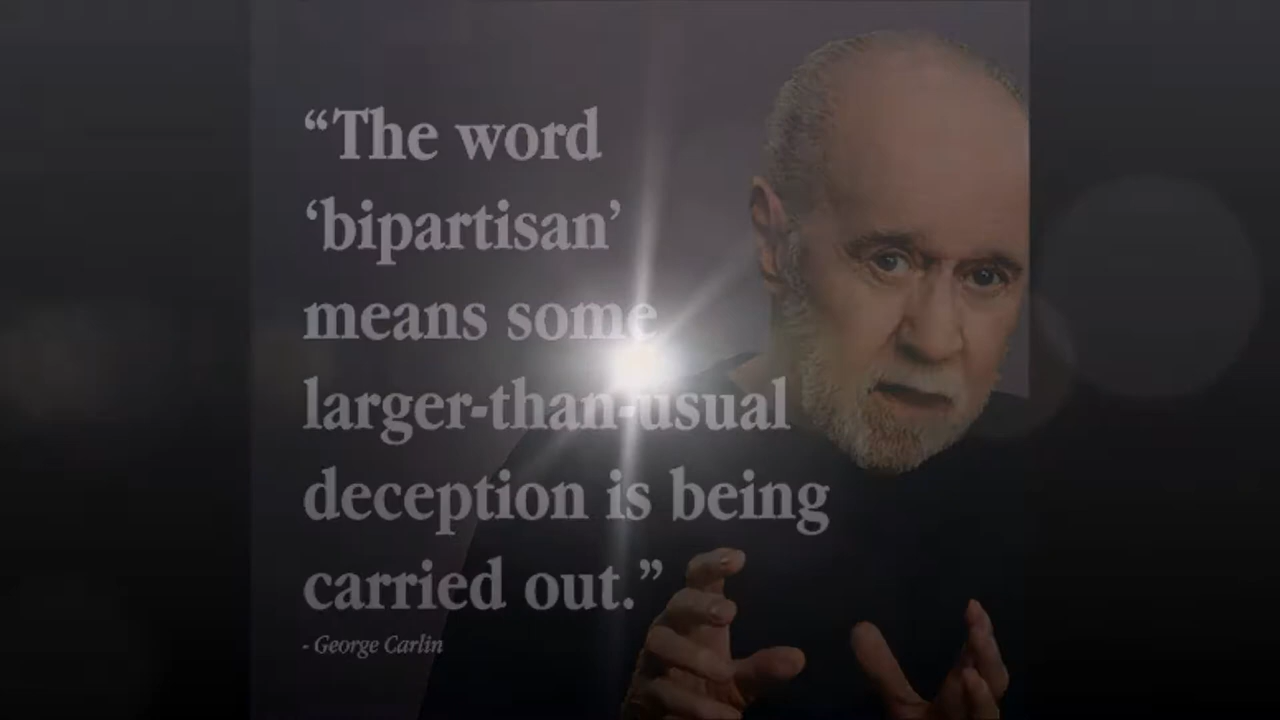 “The word
‘bipartisan’
means some
larger-than-usual
deception is being
carried out.”
- George Carlin